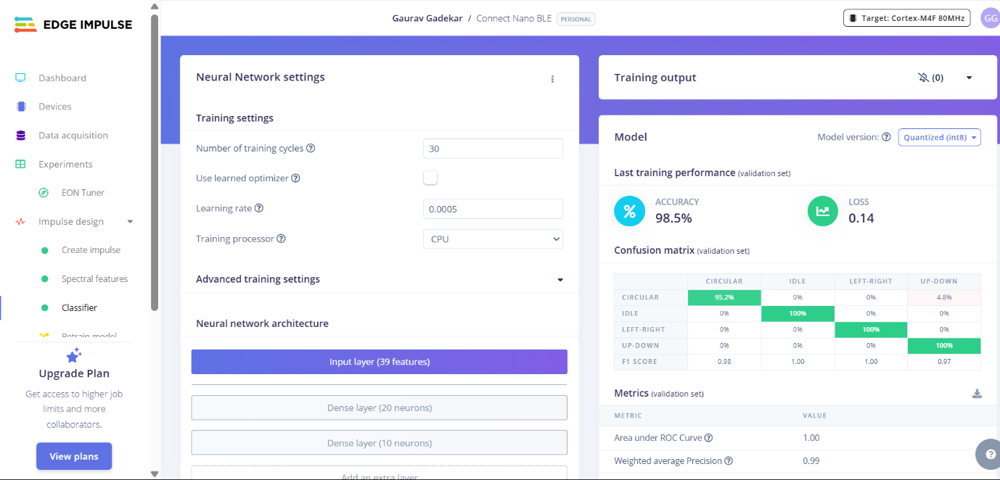 EDGE IMPULSE
Gaurav Gadekar / Connect Nano BLE PERSONAL
Target: Cortex-M4F 80MHz
GG
Dashboard
Devices
Data acquisition
Experiments
EON Tuner
Impulse design
Create impulse
Spectral features
Classifier
Retrain model
Upgrade Plan
Get access to higher job
limits and more
collaborators.
View plans
Neural Network settings
Training settings
Number of training cycles ? 30
Use learned optimizer ?
Learning rate ? 0.0005
Training processor ? CPU
Advanced training settings
Neural network architecture
Input layer (39 features)
Dense layer (20 neurons)
Dense layer (10 neurons)
Add an extra layer
Training output (0)
Model Model version: ? Quantized (int8)
Last training performance (validation set)
% ACCURACY
98.5%
LOSS
0.14
Confusion matrix (validation set)
CIRCULAR IDLE LEFT-RIGHT UP-DOWN
CIRCULAR 95.2% 0% 0% 4.8%
IDLE 0% 100% 0% 0%
LEFT-RIGHT 0% 0% 100% 0%
UP-DOWN 0% 0% 0% 100%
F1 SCORE 0.98 1.00 1.00 0.97
Metrics (validation set)
METRIC VALUE
Area under ROC Curve ? 1.00
Weighted average Precision ? 0.99
?